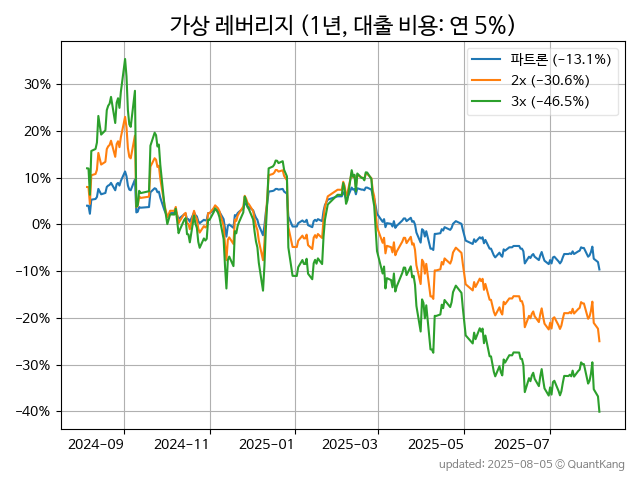 가상 레버리지 (1년, 대출 비용: 연 5%)
파트론 (−13.1%)
2x (−30.6%)
3x (−46.5%)
30%
20%
10%
0%
−10%
−20%
−30%
−40%
2024-09
2024-11
2025-01
2025-03
2025-05
2025-07
updated: 2025-08-05 © QuantKang